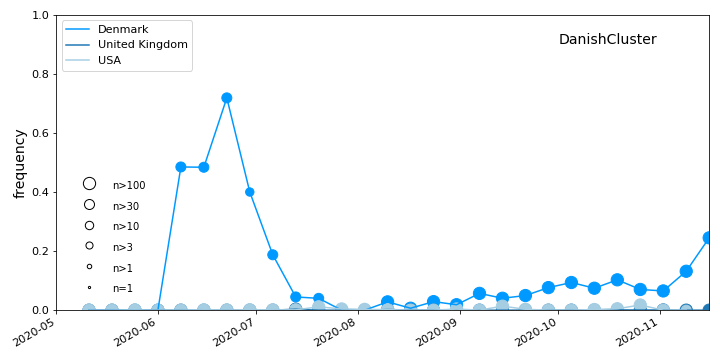 1.0
0.8
0.6
0.4
0.2
0.0
frequency
Denmark
United Kingdom
USA
DanishCluster
n>100
n>30
n>10
n>3
n>1
n=1
2020-05
2020-06
2020-07
2020-08
2020-09
2020-10
2020-11